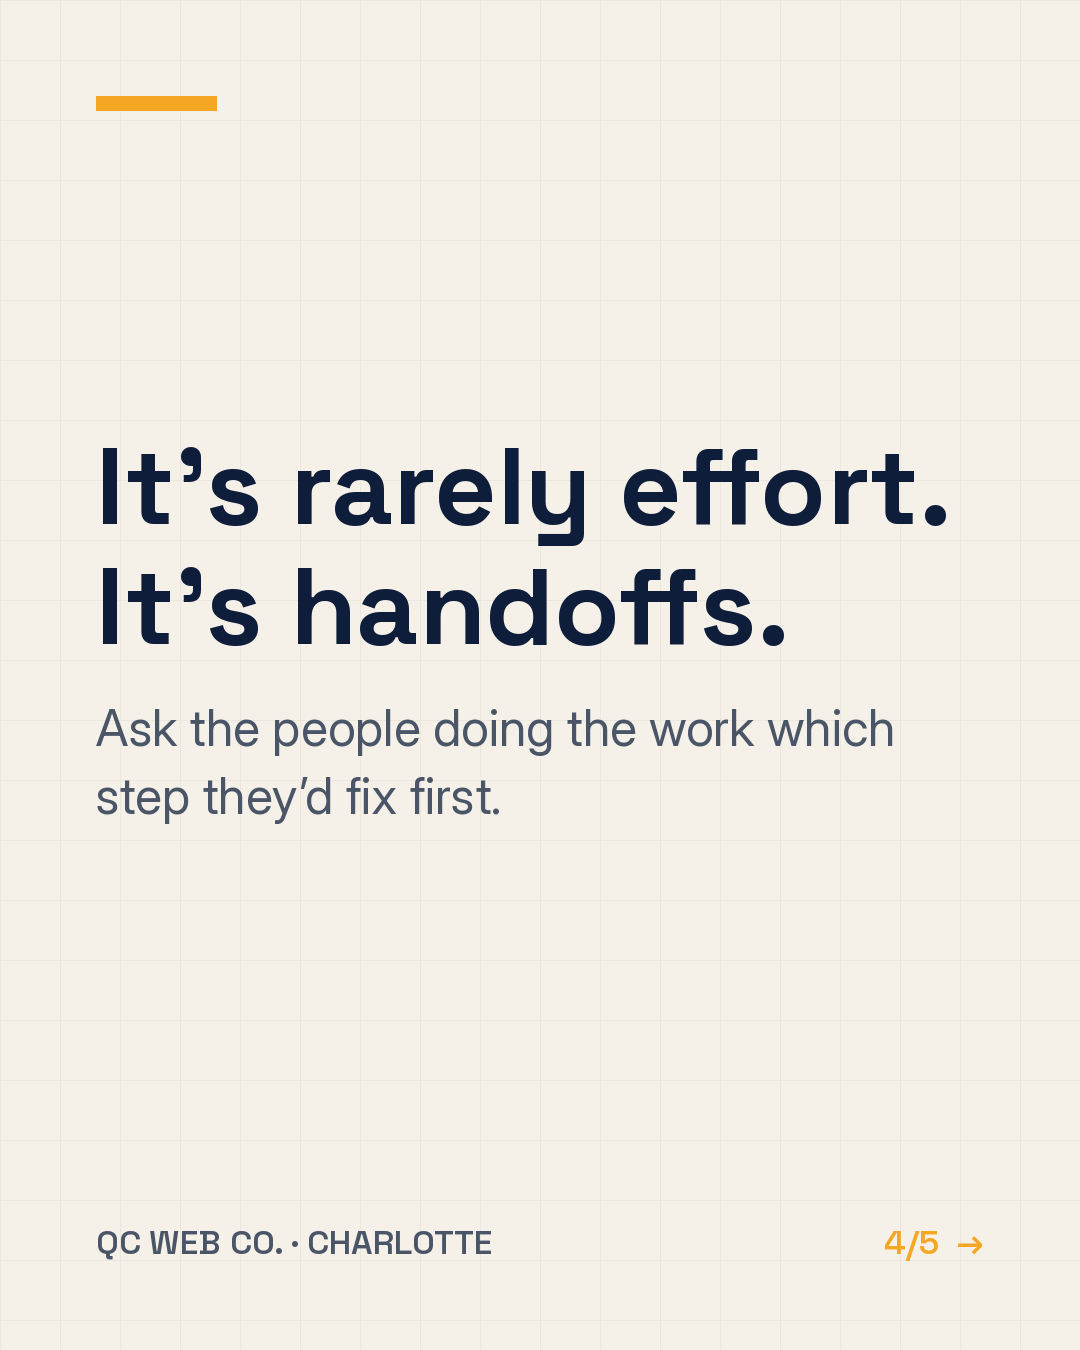 It’s rarely effort.
It’s handoffs.
Ask the people doing the work which
step they’d fix first.
QC WEB CO. · CHARLOTTE
4/5 →